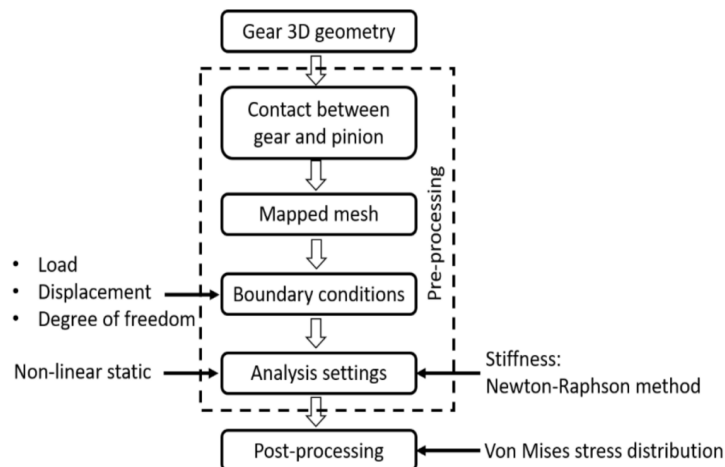 Gear 3D geometry
Contact between
gear and pinion
Pre-processing
Mapped mesh
• Load
• Displacement
• Degree of freedom
Boundary conditions
Non-linear static
Analysis settings
Stiffness:
Newton-Raphson method
Post-processing
Von Mises stress distribution